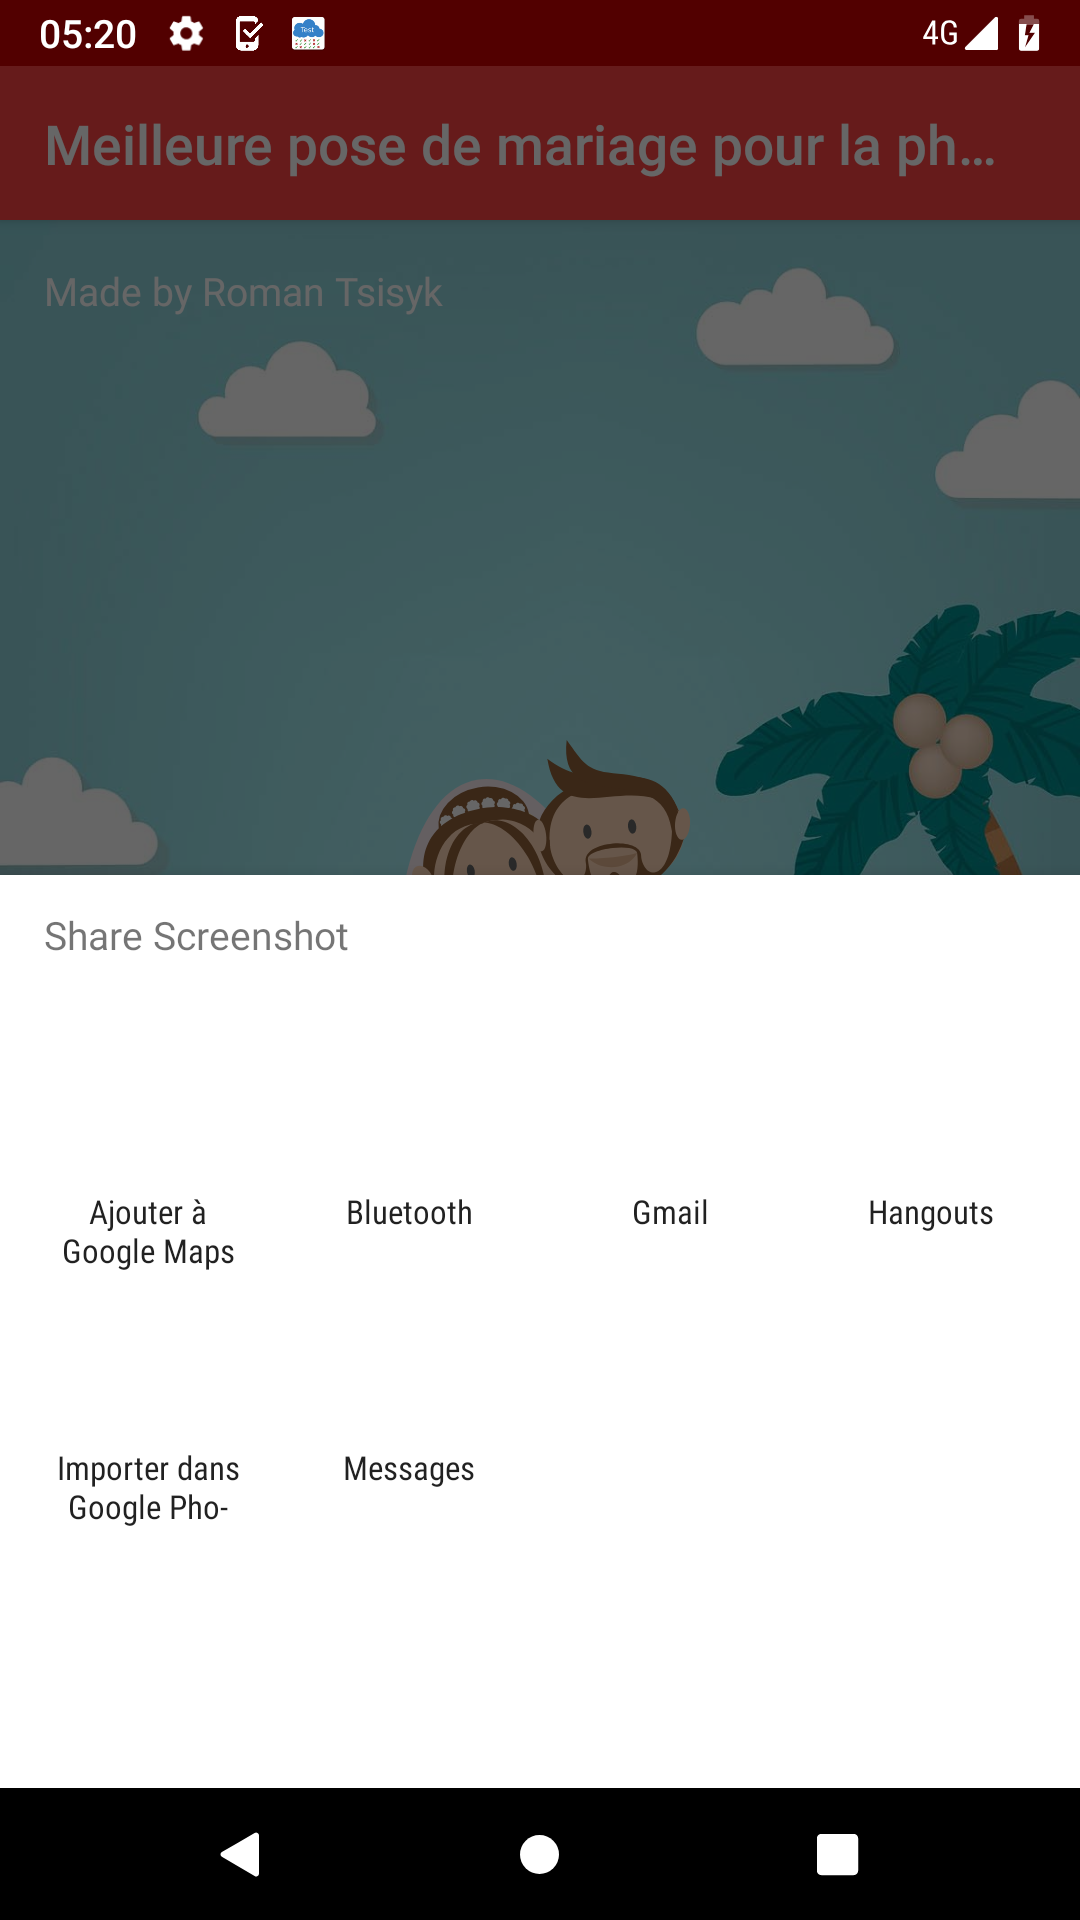 05:20
4G
Meilleure pose de mariage pour la ph...
Made by Roman Tsisyk
Share Screenshot
Ajouter à
Google Maps
Bluetooth
Gmail
Hangouts
Importer dans
Google Pho-
Messages